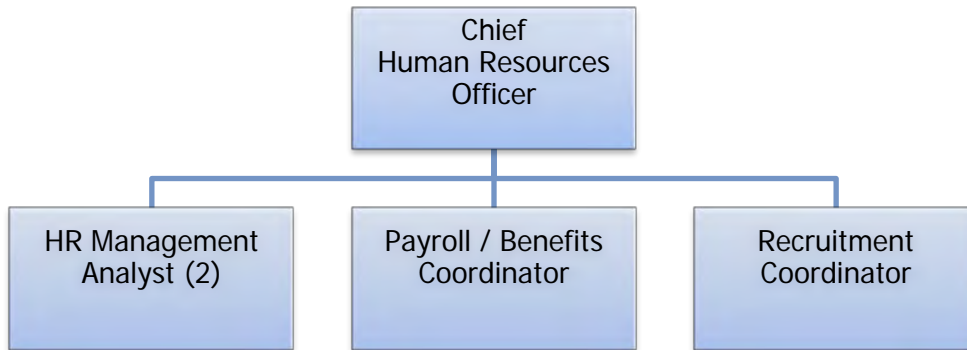 Chief
Human Resources
Officer
HR Management
Analyst (2)
Payroll / Benefits
Coordinator
Recruitment
Coordinator